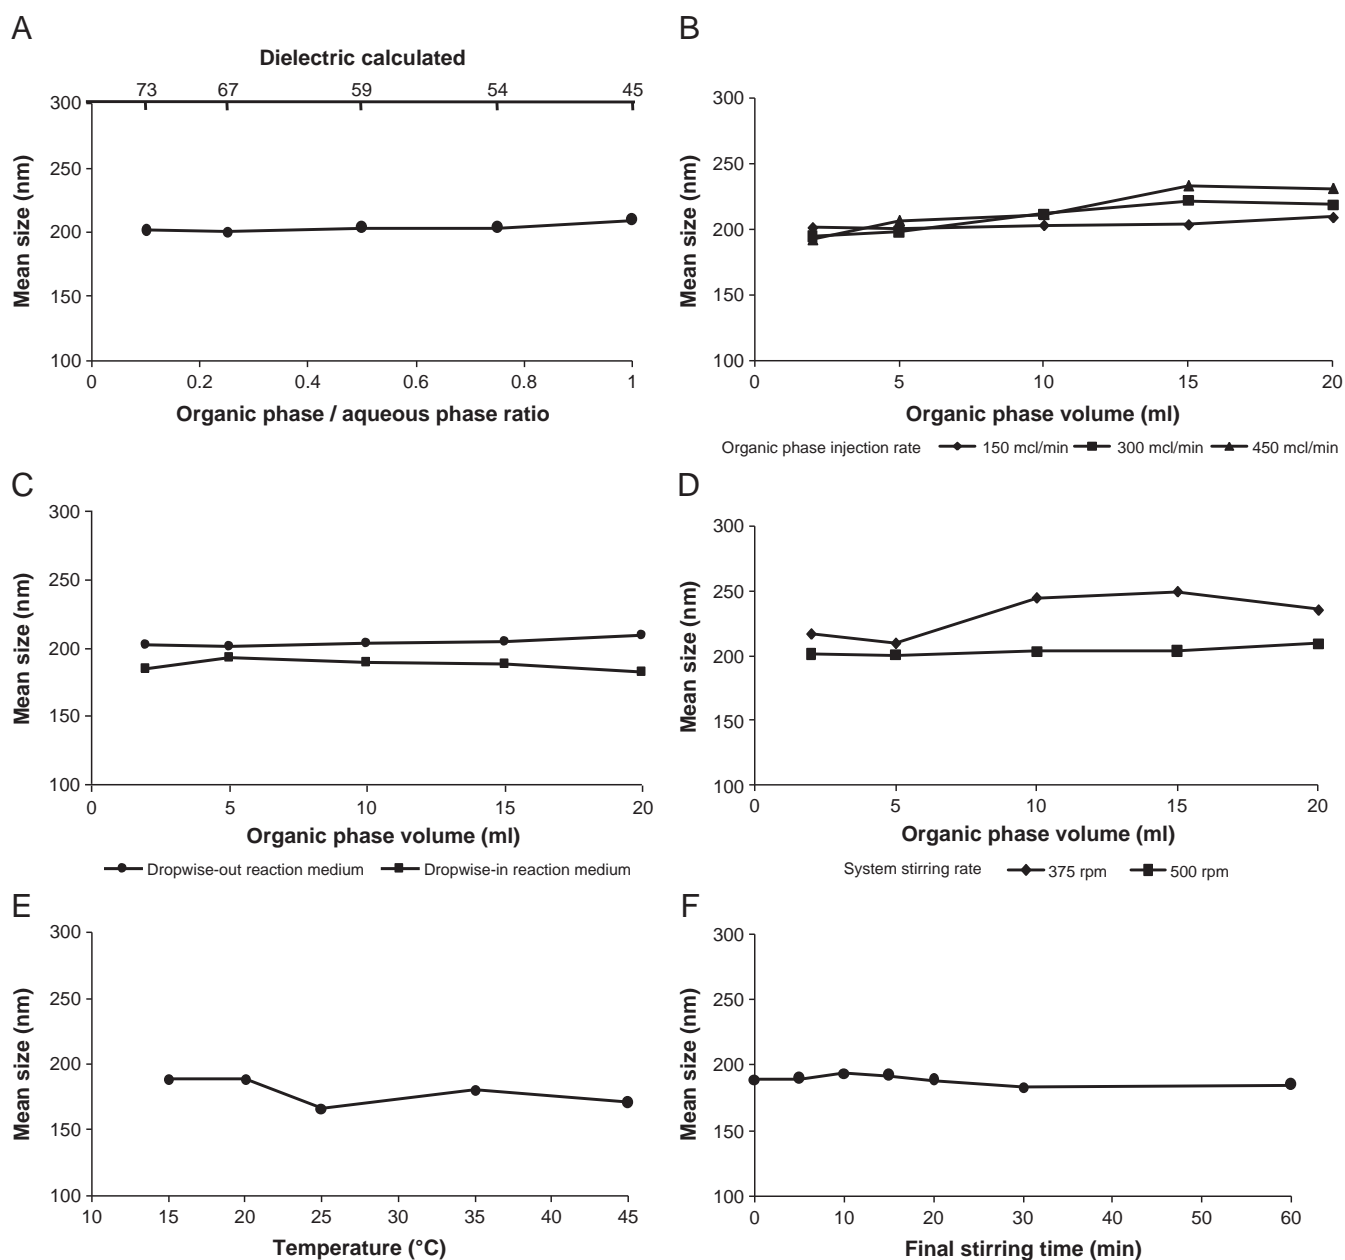 A
Dielectric calculated
73 67 59 54 45
300
250
200
150
100
Mean size (nm)
0 0.2 0.4 0.6 0.8 1
Organic phase / aqueous phase ratio
B
300
250
200
150
100
Mean size (nm)
0 5 10 15 20
Organic phase volume (ml)
Organic phase injection rate 150 mcl/min 300 mcl/min 450 mcl/min
C
300
250
200
150
100
Mean size (nm)
0 5 10 15 20
Organic phase volume (ml)
Dropwise-out reaction medium Dropwise-in reaction medium
D
300
250
200
150
100
Mean size (nm)
0 5 10 15 20
Organic phase volume (ml)
System stirring rate 375 rpm 500 rpm
E
300
250
200
150
100
Mean size (nm)
10 15 20 25 30 35 40 45
Temperature (°C)
F
300
250
200
150
100
Mean size (nm)
0 10 20 30 40 50 60
Final stirring time (min)